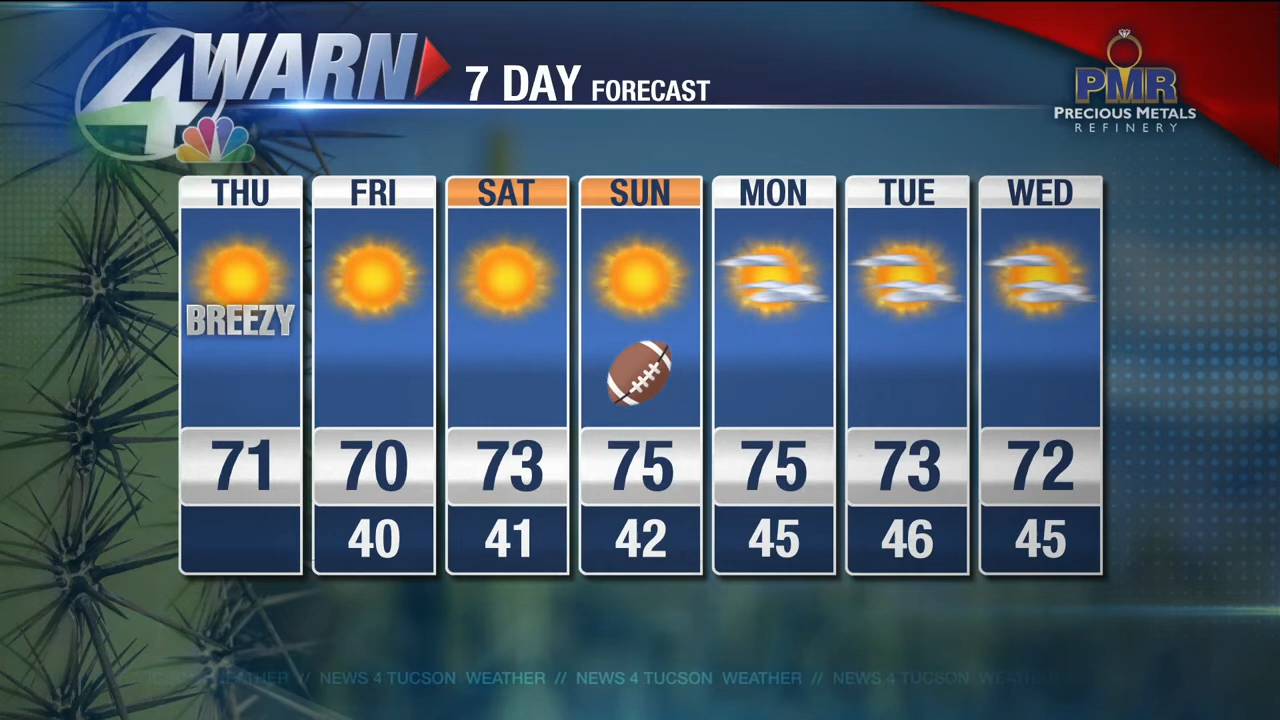 4WARN
7 DAY FORECAST
PMR
PRECIOUS METALS
REFINERY
THU FRI SAT SUN MON TUE WED
BREEZY
71 70 73 75 75 73 72
40 41 42 45 46 45
// NEWS 4 TUCSON WEATHER // NEWS 4 TUCSON WEATHER // NEWS 4 TUCSON